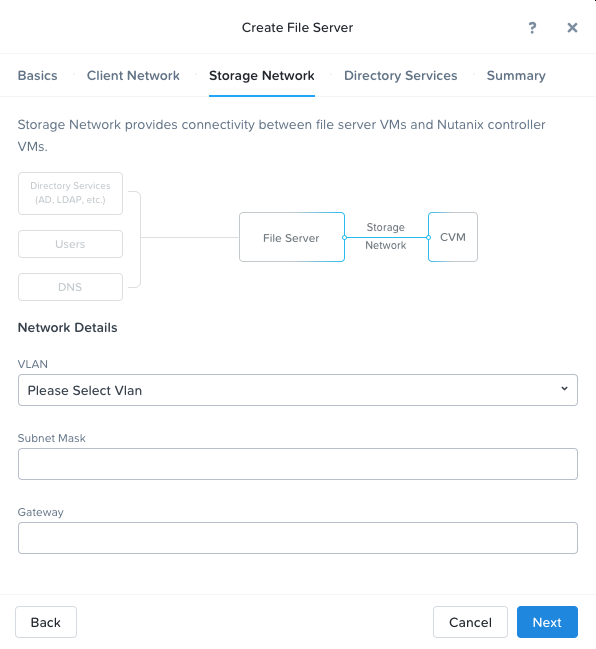 Create File Server
?
Basics
Client Network
Storage Network
Directory Services
Summary
Storage Network provides connectivity between file server VMs and Nutanix controller
VMs.
Directory Services
(AD, LDAP, etc.)
Users
DNS
File Server
Storage
Network
CVM
Network Details
VLAN
Please Select Vlan
Subnet Mask
Gateway
Back
Cancel
Next